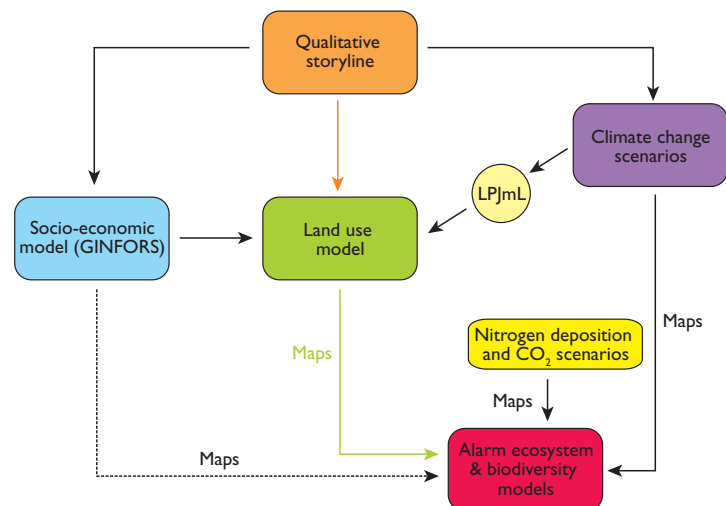 Qualitative
storyline
Climate change
scenarios
LPJmL
Socio-economic
model (GINFORS)
Land use
model
Maps
Maps
Nitrogen deposition
and CO₂ scenarios
Maps
Maps
Alarm ecosystem
& biodiversity
models